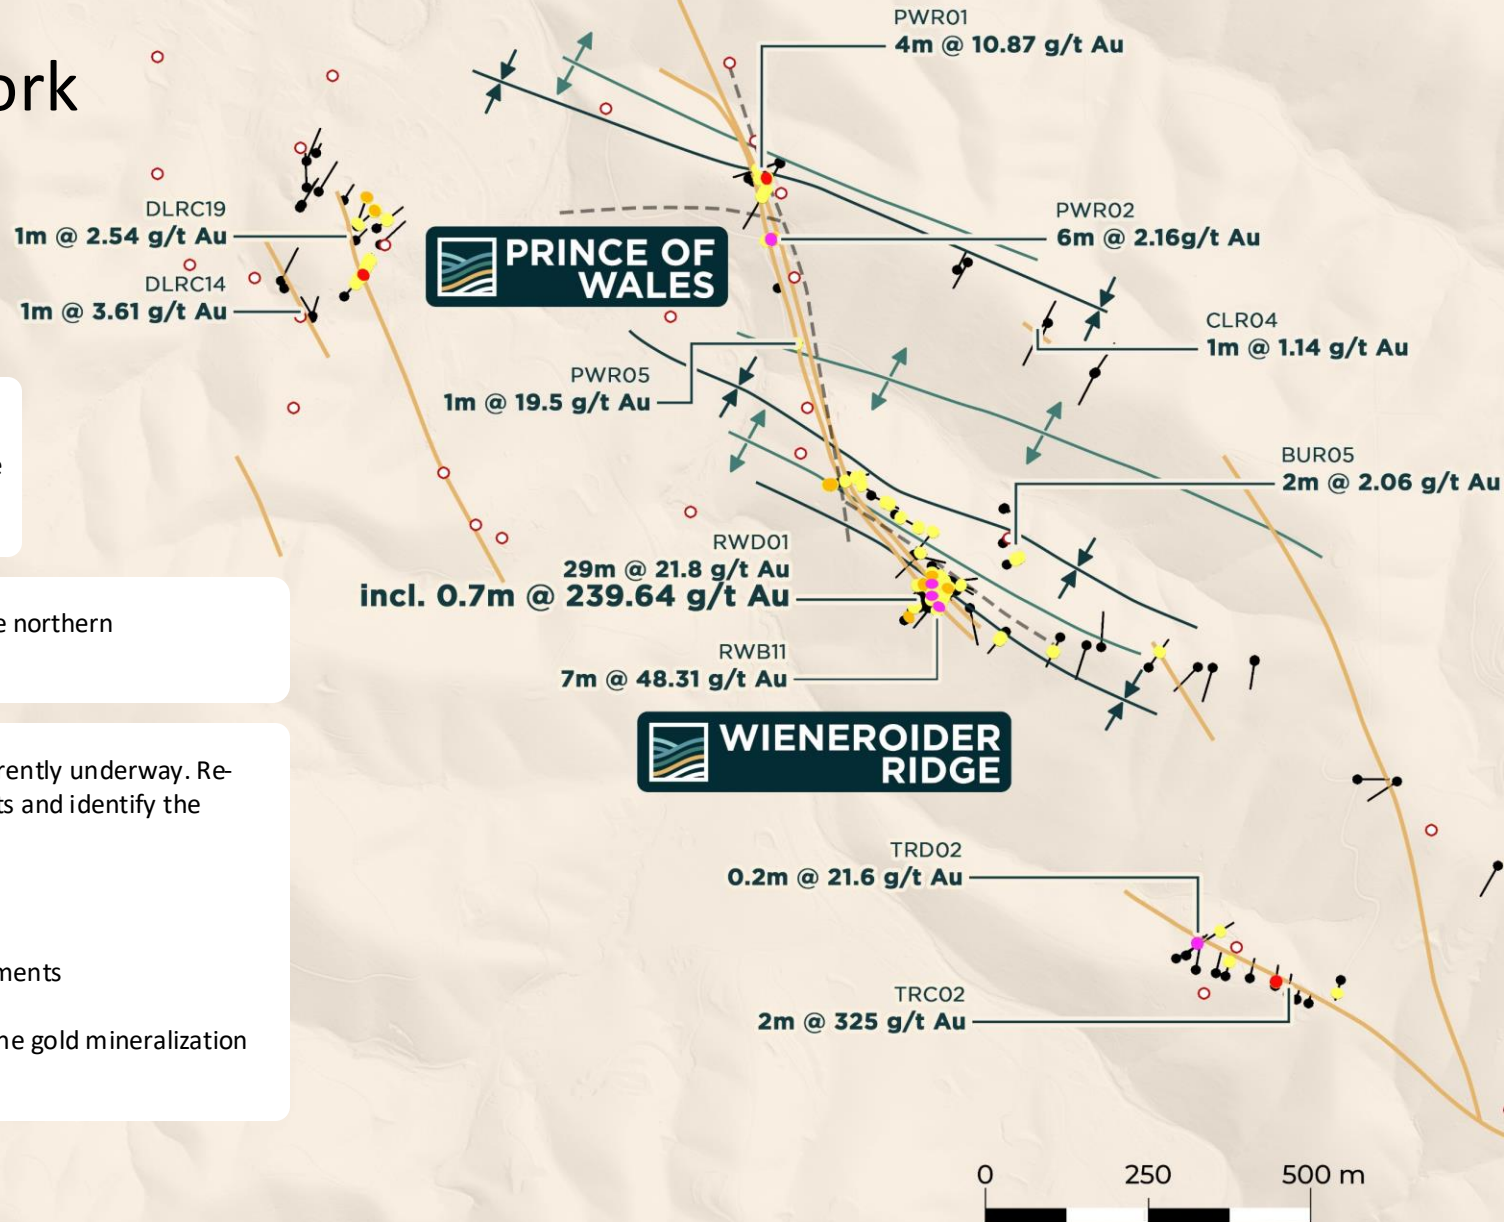 ork
PWR01
4m @ 10.87 g/t Au
DLRC19
1m @ 2.54 g/t Au
DLRC14
1m @ 3.61 g/t Au
PRINCE OF
WALES
PWR02
6m @ 2.16g/t Au
CLR04
1m @ 1.14 g/t Au
PWR05
1m @ 19.5 g/t Au
BUR05
2m @ 2.06 g/t Au
e
RWD01
29m @ 21.8 g/t Au
incl. 0.7m @ 239.64 g/t Au
e northern
RWB11
7m @ 48.31 g/t Au
WIENEROIDER
RIDGE
rently underway. Re-
ts and identify the
TRD02
0.2m @ 21.6 g/t Au
ments
TRC02
2m @ 325 g/t Au
he gold mineralization
0 250 500 m